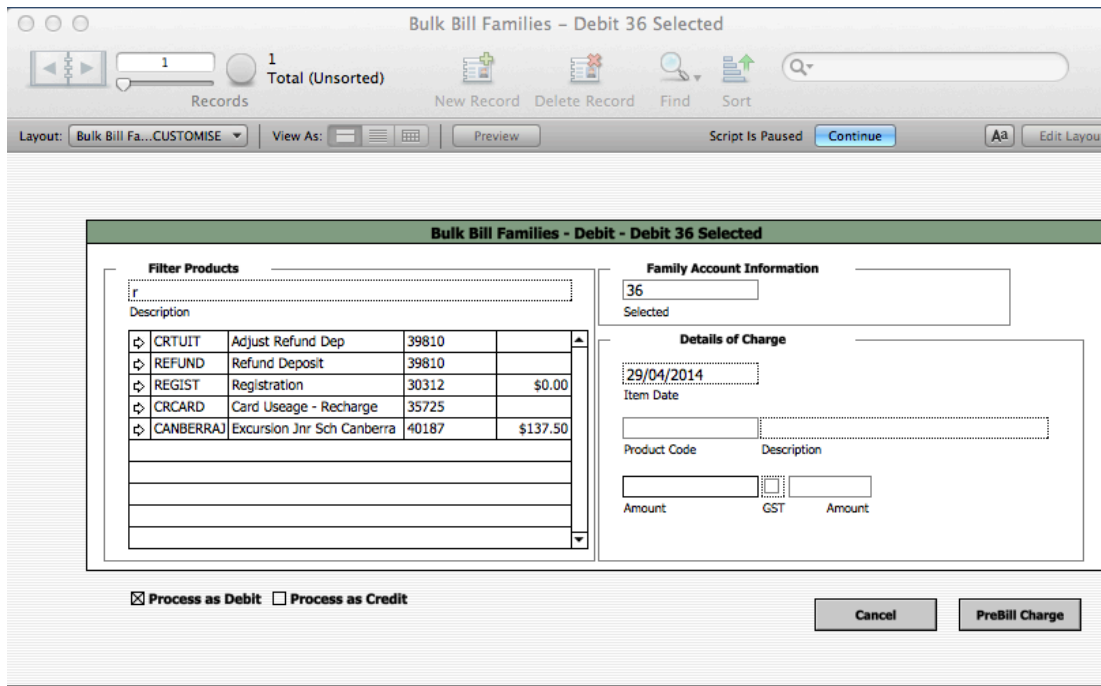 Bulk Bill Families – Debit 36 Selected
1
1
Total (Unsorted)
Records
New Record Delete Record Find Sort
Layout: Bulk Bill Fa...CUSTOMISE View As: Preview Script Is Paused Continue Aa Edit Layou
Bulk Bill Families - Debit - Debit 36 Selected
Filter Products
r
Description
CRTUIT Adjust Refund Dep 39810
REFUND Refund Deposit 39810
REGIST Registration 30312 $0.00
CRCARD Card Useage - Recharge 35725
CANBERRAJ Excursion Jnr Sch Canberra 40187 $137.50
Family Account Information
36
Selected
Details of Charge
29/04/2014
Item Date
Product Code Description
Amount GST Amount
Process as Debit Process as Credit
Cancel PreBill Charge